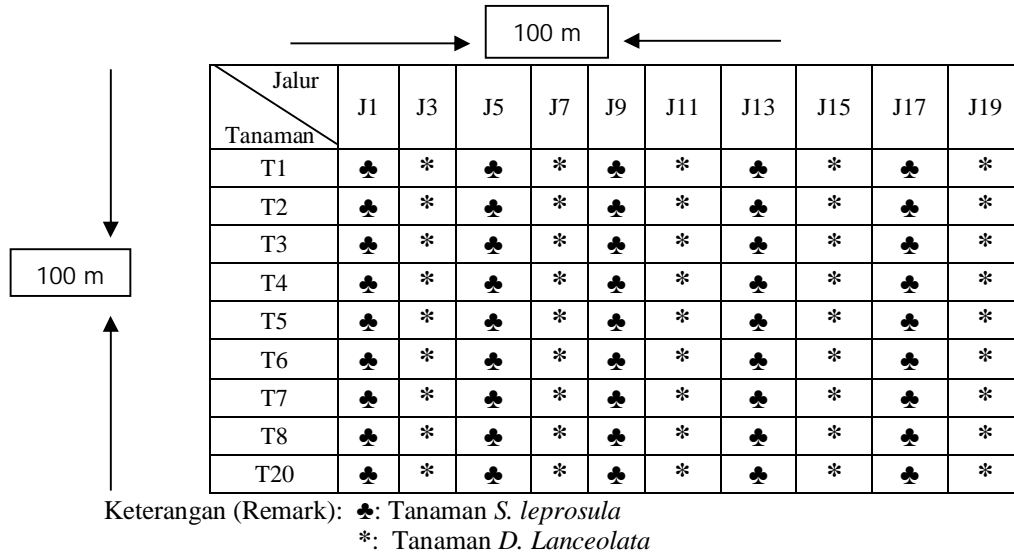 100 m
Jalur
Tanaman J1 J3 J5 J7 J9 J11 J13 J15 J17 J19
T1 ♣ * ♣ * ♣ * ♣ * ♣ *
T2 ♣ * ♣ * ♣ * ♣ * ♣ *
T3 ♣ * ♣ * ♣ * ♣ * ♣ *
100 m
T4 ♣ * ♣ * ♣ * ♣ * ♣ *
T5 ♣ * ♣ * ♣ * ♣ * ♣ *
T6 ♣ * ♣ * ♣ * ♣ * ♣ *
T7 ♣ * ♣ * ♣ * ♣ * ♣ *
T8 ♣ * ♣ * ♣ * ♣ * ♣ *
T20 ♣ * ♣ * ♣ * ♣ * ♣ *
Keterangan (Remark): ♣: Tanaman S. leprosula
*: Tanaman D. Lanceolata